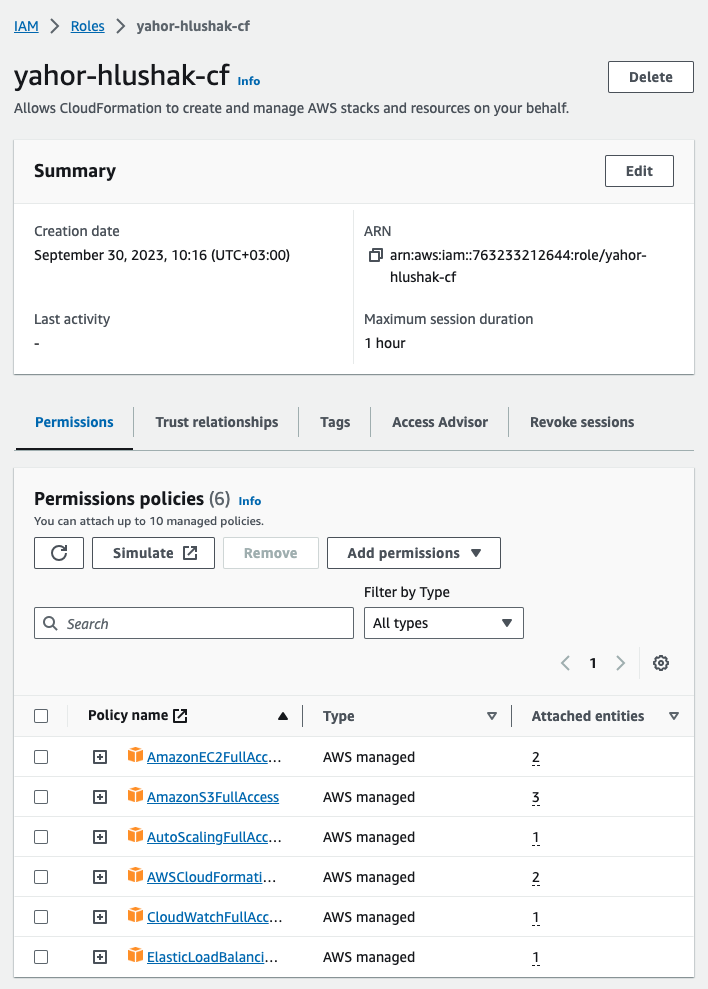 IAM > Roles > yahor-hlushak-cf
yahor-hlushak-cf Info
Delete
Allows CloudFormation to create and manage AWS stacks and resources on your behalf.
Summary
Edit
Creation date
September 30, 2023, 10:16 (UTC+03:00)
ARN
arn:aws:iam::763233212644:role/yahor-
hlushak-cf
Last activity
-
Maximum session duration
1 hour
Permissions Trust relationships Tags Access Advisor Revoke sessions
Permissions policies (6) Info
You can attach up to 10 managed policies.
Simulate Remove Add permissions
Filter by Type
Search All types
1
Policy name Type Attached entities
AmazonEC2FullAcc... AWS managed 2
AmazonS3FullAccess AWS managed 3
AutoScalingFullAcc... AWS managed 1
AWSCloudFormati... AWS managed 2
CloudWatchFullAcc... AWS managed 1
ElasticLoadBalanci... AWS managed 1